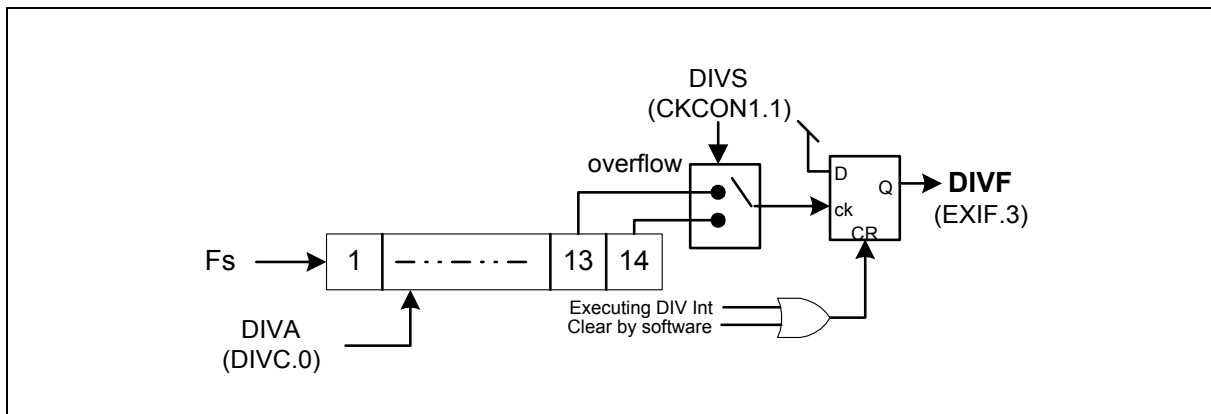 DIVS
(CKCON1.1)
overflow
D
Q
DIVF
ck
(EXIF.3)
CR
Fs
1
13
14
Executing DIV Int
Clear by software
DIVA
(DIVC.0)